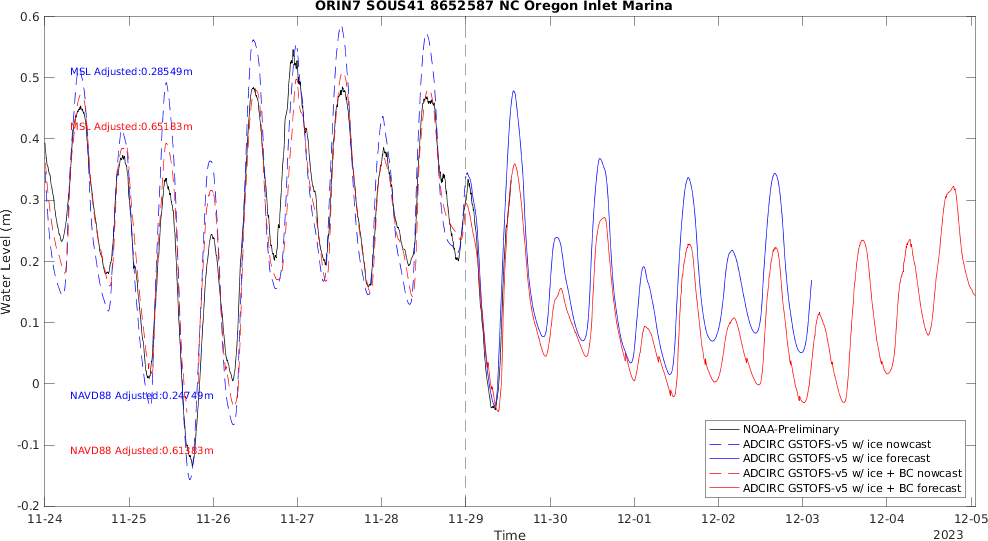 ORIN7 SOUS41 8652587 NC Oregon Inlet Marina
0.6
0.5
0.4
0.3
0.2
0.1
0
-0.1
-0.2
Water Level (m)
MSL Adjusted:0.28549m
MSL Adjusted:0.65183m
NAVD88 Adjusted:0.24749m
NAVD88 Adjusted:0.61383m
NOAA-Preliminary
ADCIRC GSTOFS-v5 w/ ice nowcast
ADCIRC GSTOFS-v5 w/ ice forecast
ADCIRC GSTOFS-v5 w/ ice + BC nowcast
ADCIRC GSTOFS-v5 w/ ice + BC forecast
11-24 11-25 11-26 11-27 11-28 11-29 11-30 12-01 12-02 12-03 12-04 12-05
Time
2023